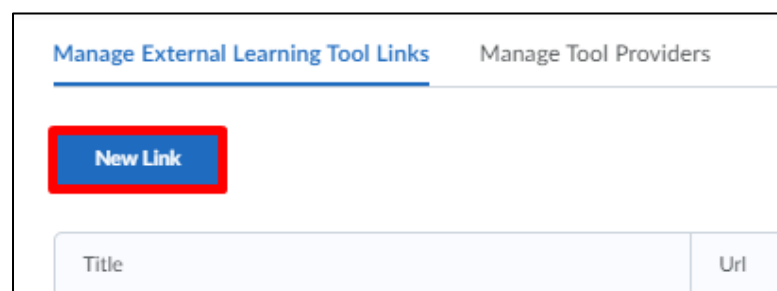 Manage External Learning Tool Links Manage Tool Providers
New Link
Title Url